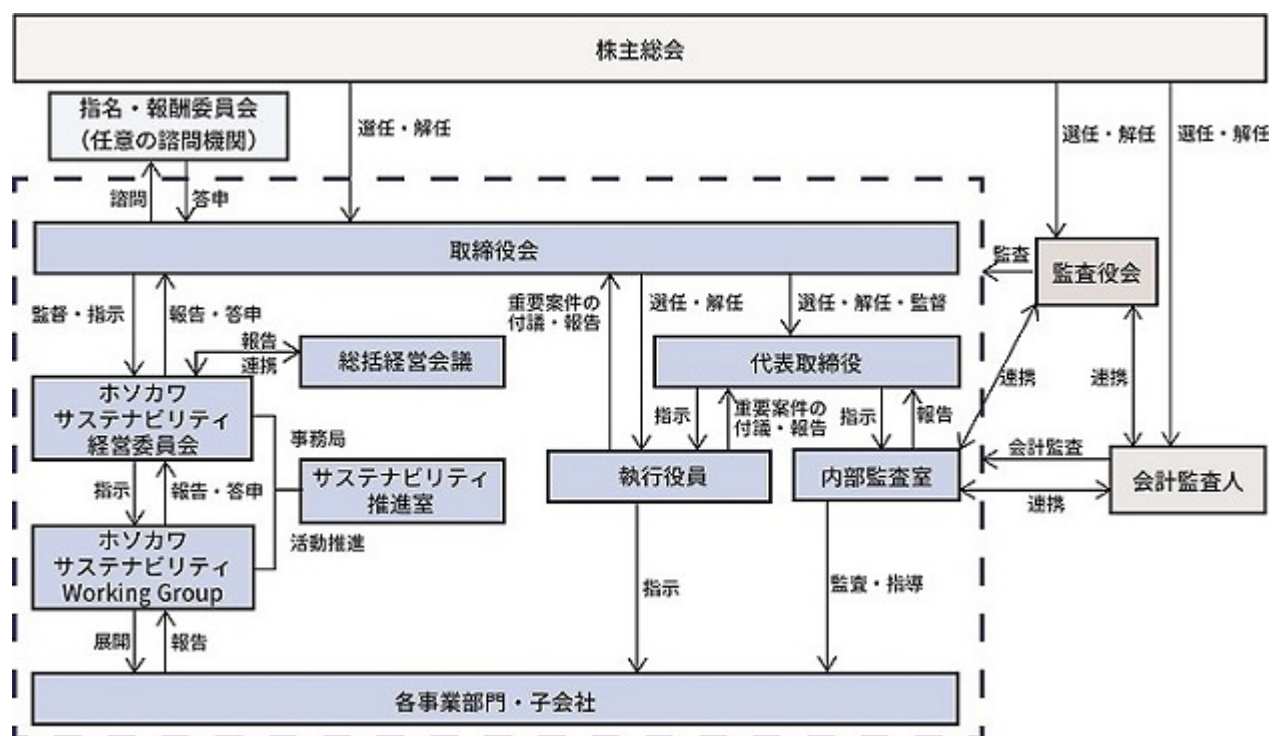 株主総会
指名・報酬委員会
（任意の諮問機関）
選任・解任
選任・解任
選任・解任
諮問
答申
取締役会
監査
監査役会
監督・指示
報告・答申
重要案件の
付議・報告
選任・解任
選任・解任・監督
報告
連携
総括経営会議
代表取締役
連携
連携
ホソカワ
サステナビリティ
経営委員会
指示
重要案件の
付議・報告
指示
報告
事務局
サステナビリティ
推進室
執行役員
内部監査室
会計監査
連携
会計監査人
指示
報告・答申
活動推進
ホソカワ
サステナビリティ
Working Group
指示
監査・指導
展開
報告
各事業部門・子会社